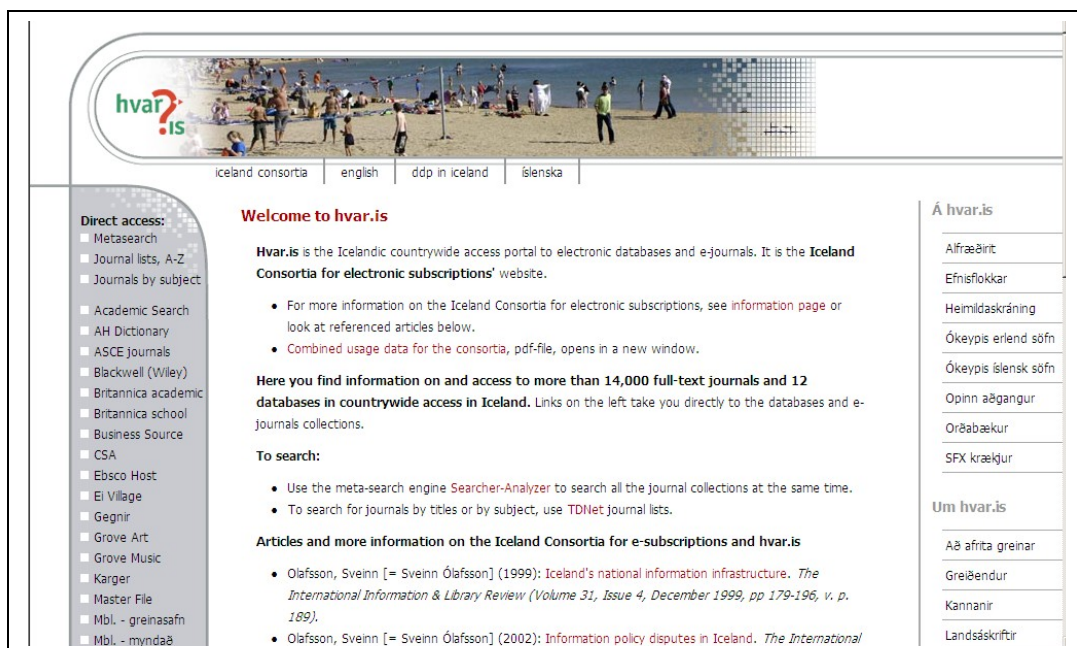 hvar?is
iceland consortia
english
ddp in iceland
íslenska
Direct access:
Metasearch
Journal lists, A-Z
Journals by subject
Academic Search
AH Dictionary
ASCE journals
Blackwell (Wiley)
Britannica academic
Britannica school
Business Source
CSA
Ebsco Host
Ei Village
Gegnir
Grove Art
Grove Music
Karger
Master File
Mbl. - greinasafn
Mbl. - myndað
Welcome to hvar.is
Hvar.is is the Icelandic countrywide access portal to electronic databases and e-journals. It is the Iceland
Consortia for electronic subscriptions' website.
• For more information on the Iceland Consortia for electronic subscriptions, see information page or
look at referenced articles below.
• Combined usage data for the consortia, pdf-file, opens in a new window.
Here you find information on and access to more than 14,000 full-text journals and 12
databases in countrywide access in Iceland. Links on the left take you directly to the databases and e-
journals collections.
To search:
• Use the meta-search engine Searcher-Analyzer to search all the journal collections at the same time.
• To search for journals by titles or by subject, use TDNet journal lists.
Articles and more information on the Iceland Consortia for e-subscriptions and hvar.is
• Olafsson, Sveinn [= Sveinn Ólafsson] (1999): Iceland's national information infrastructure. The
International Information & Library Review (Volume 31, Issue 4, December 1999, pp 179-196, v. p.
189).
• Olafsson, Sveinn [= Sveinn Ólafsson] (2002): Information policy disputes in Iceland. The International
Á hvar.is
Alfræðirit
Efnisflokkar
Heimildaskráning
Ókeypis erlend söfn
Ókeypis íslensk söfn
Opinn aðgangur
Orðabækur
SFX krækjur
Um hvar.is
Að afrita greinar
Greiðendur
Kannanir
Landsáskriftir